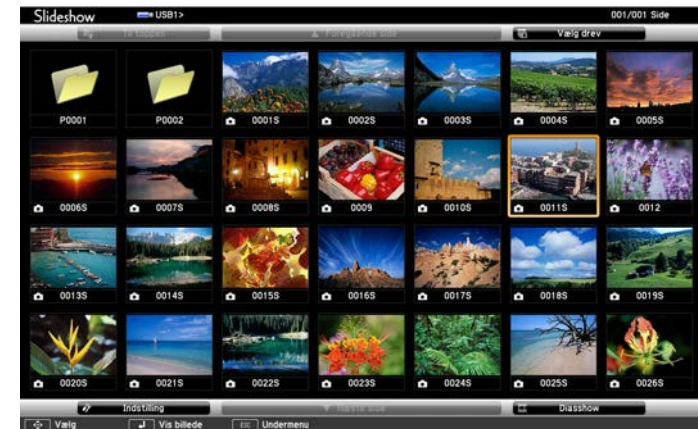 Slideshow USB1> 001/001 Side
Til toppen Foregående side Vælg drev
P0001 P0002 0001S 0002S 0003S 0004S 0005S
0006S 0007S 0008S 0009 0010S 0011S 0012
0013S 0014S 0015S 0016S 0017S 0018S 0019S
0020S 0021S 0022S 0023S 0024S 0025S 0026S
Indstilling Næste side Diasshow
Vælg Vis billede Esc Undermenu